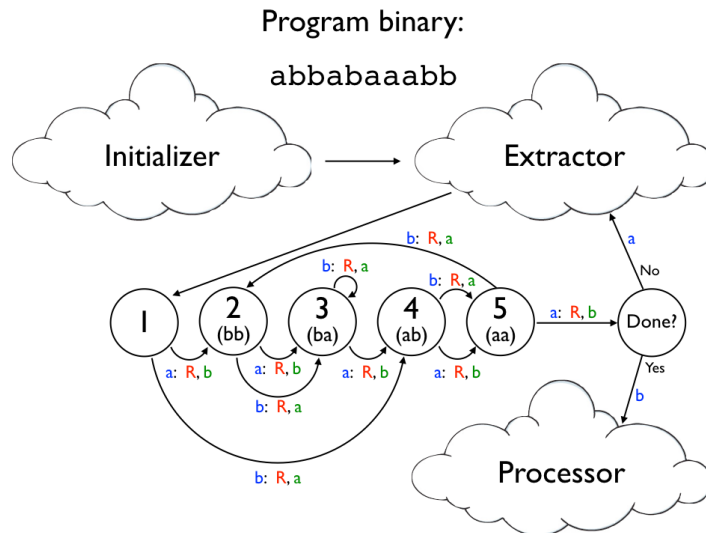 Program binary:
abbabaaabb
Initializer
Extractor
b: R, a
a
b: R, a
b: R, a
No
1
2
(bb)
3
(ba)
4
(ab)
5
(aa)
a: R, b
Done?
a: R, b
a: R, b
a: R, b
a: R, b
Yes
b: R, a
b
b: R, a
Processor